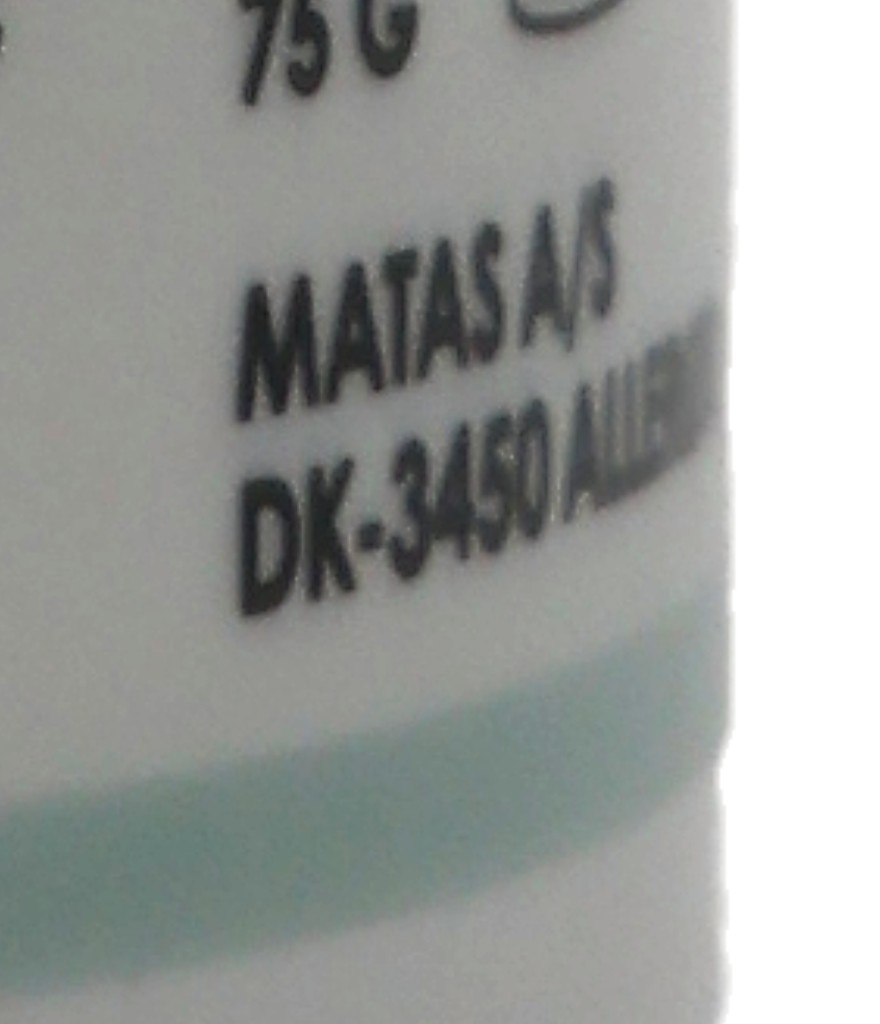 75 G
MATAS A/S
DK-3450